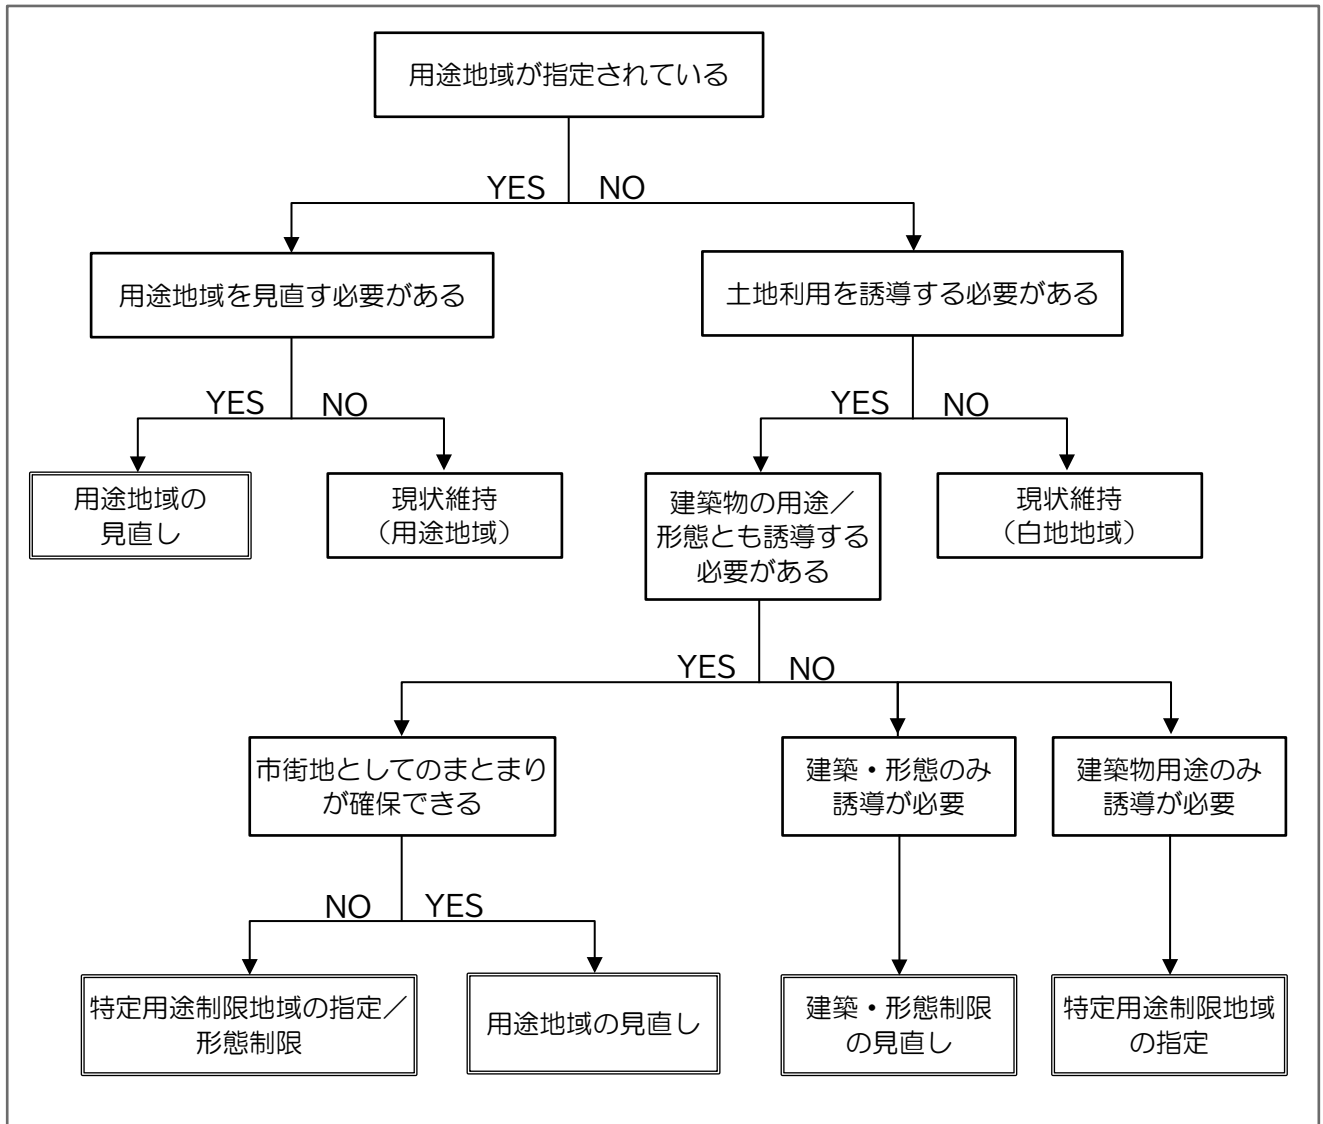 用途地域が指定されている
YES NO
用途地域を見直す必要がある
土地利用を誘導する必要がある
YES NO
YES NO
用途地域の
見直し
現状維持
（用途地域）
建築物の用途／
形態とも誘導する
必要がある
現状維持
（白地地域）
YES NO
市街地としてのまとまり
が確保できる
建築・形態のみ
誘導が必要
建築物用途のみ
誘導が必要
NO YES
特定用途制限地域の指定／
形態制限
用途地域の見直し
建築・形態制限
の見直し
特定用途制限地域
の指定